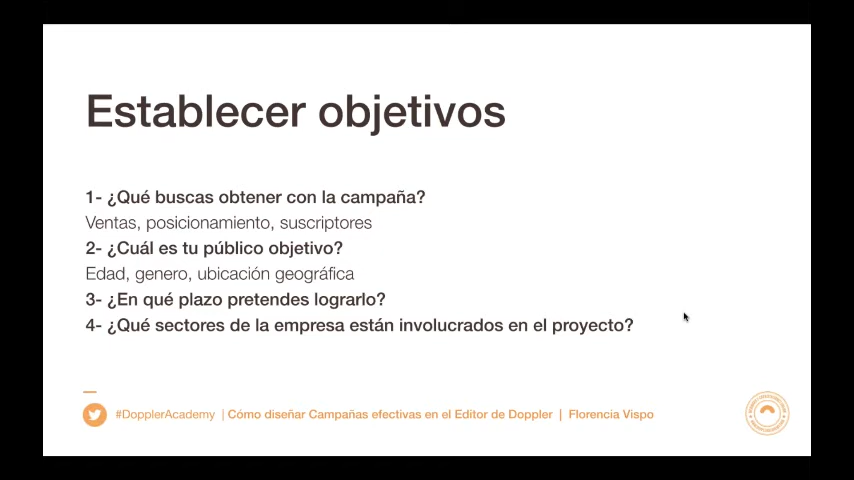 Establecer objetivos
1- ¿Qué buscas obtener con la campaña?
Ventas, posicionamiento, suscriptores
2- ¿Cuál es tu público objetivo?
Edad, genero, ubicación geográfica
3- ¿En qué plazo pretendes lograrlo?
4- ¿Qué sectores de la empresa están involucrados en el proyecto?
#DopplerAcademy | Cómo diseñar Campañas efectivas en el Editor de Doppler | Florencia Vispo